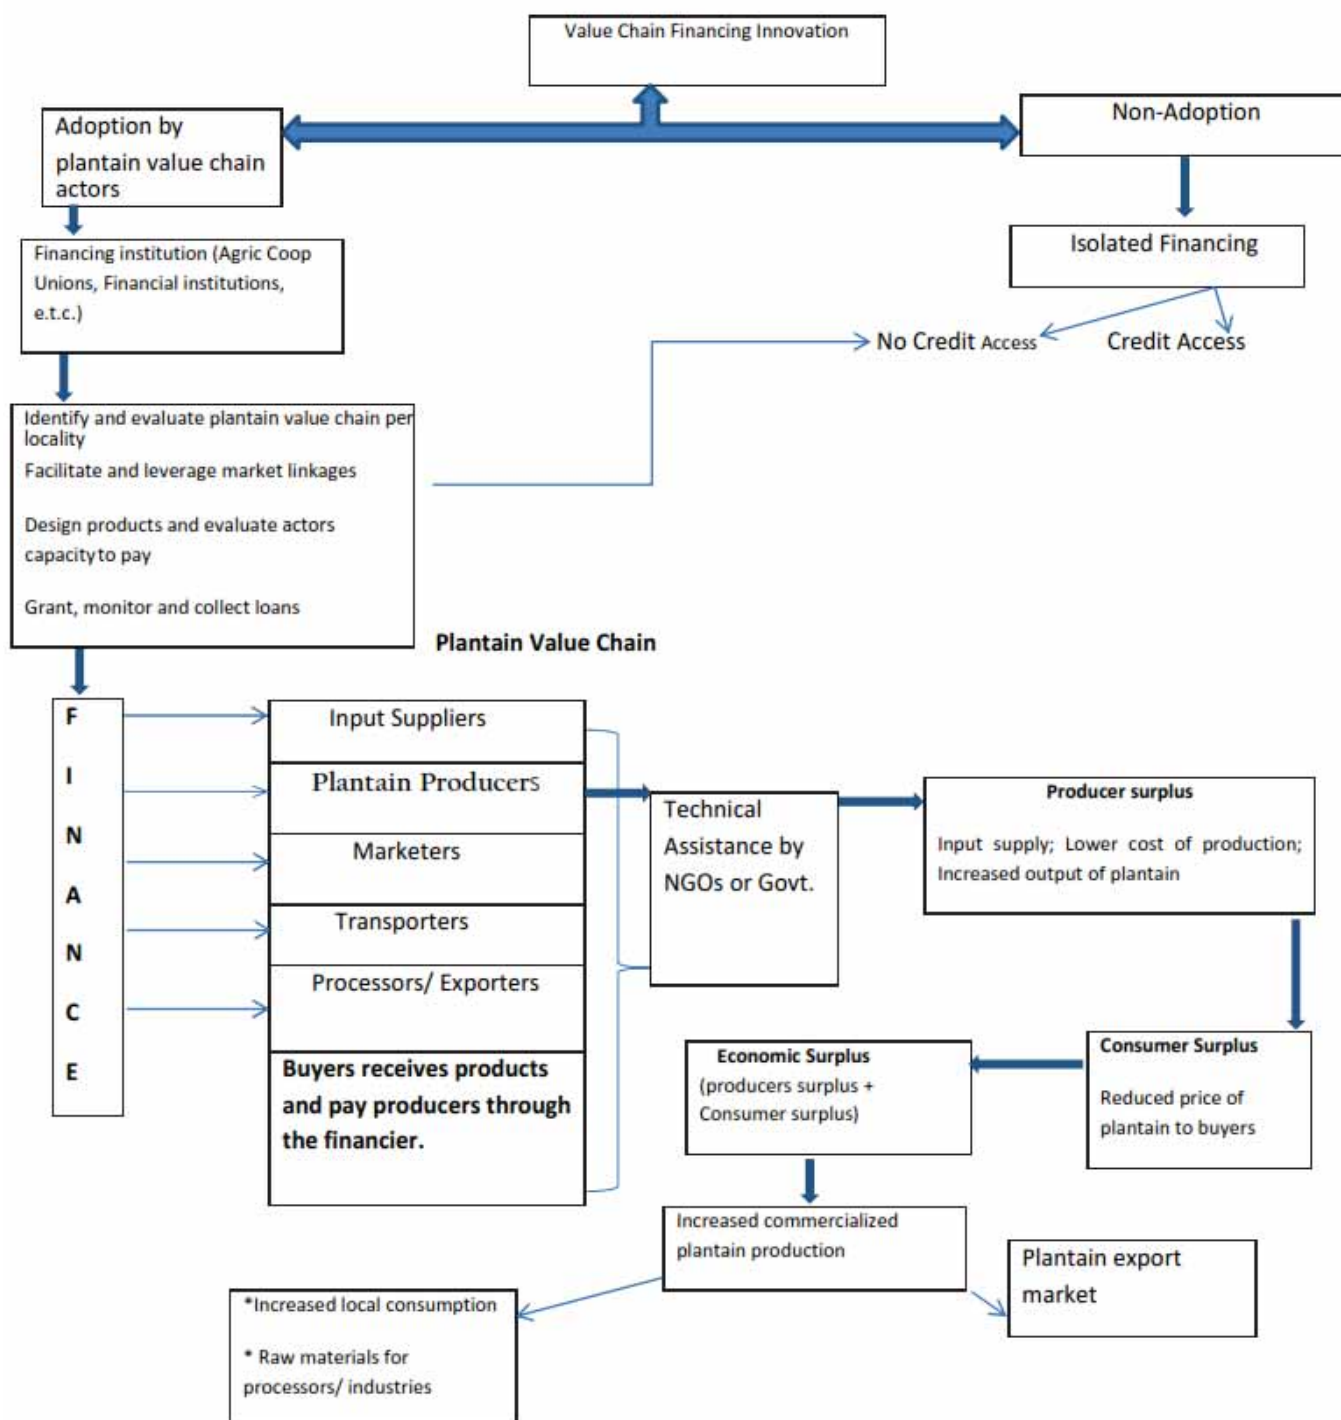 Value Chain Financing Innovation
Adoption by
plantain value chain
actors
Non-Adoption
Financing institution (Agric Coop
Unions, Financial institutions,
e.t.c.)
Isolated Financing
No Credit Access
Credit Access
Identify and evaluate plantain value chain per
locality
Facilitate and leverage market linkages
Design products and evaluate actors
capacity to pay
Grant, monitor and collect loans
Plantain Value Chain
F
I
N
A
N
C
E
Input Suppliers
Plantain Producers
Marketers
Transporters
Processors/ Exporters
Buyers receives products
and pay producers through
the financier.
Technical
Assistance by
NGOs or Govt.
Producer surplus
Input supply; Lower cost of production;
Increased output of plantain
Consumer Surplus
Reduced price of
plantain to buyers
Economic Surplus
(producers surplus +
Consumer surplus)
Increased commercialized
plantain production
Plantain export
market
*Increased local consumption
* Raw materials for
processors/ industries